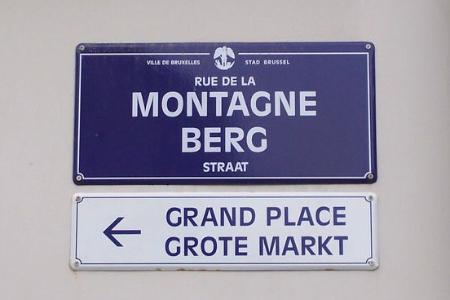 VILLE DE BRUXELLES STAD BRUSSEL
RUE DE LA
MONTAGNE
BERG
STRAAT
GRAND PLACE
GROTE MARKT